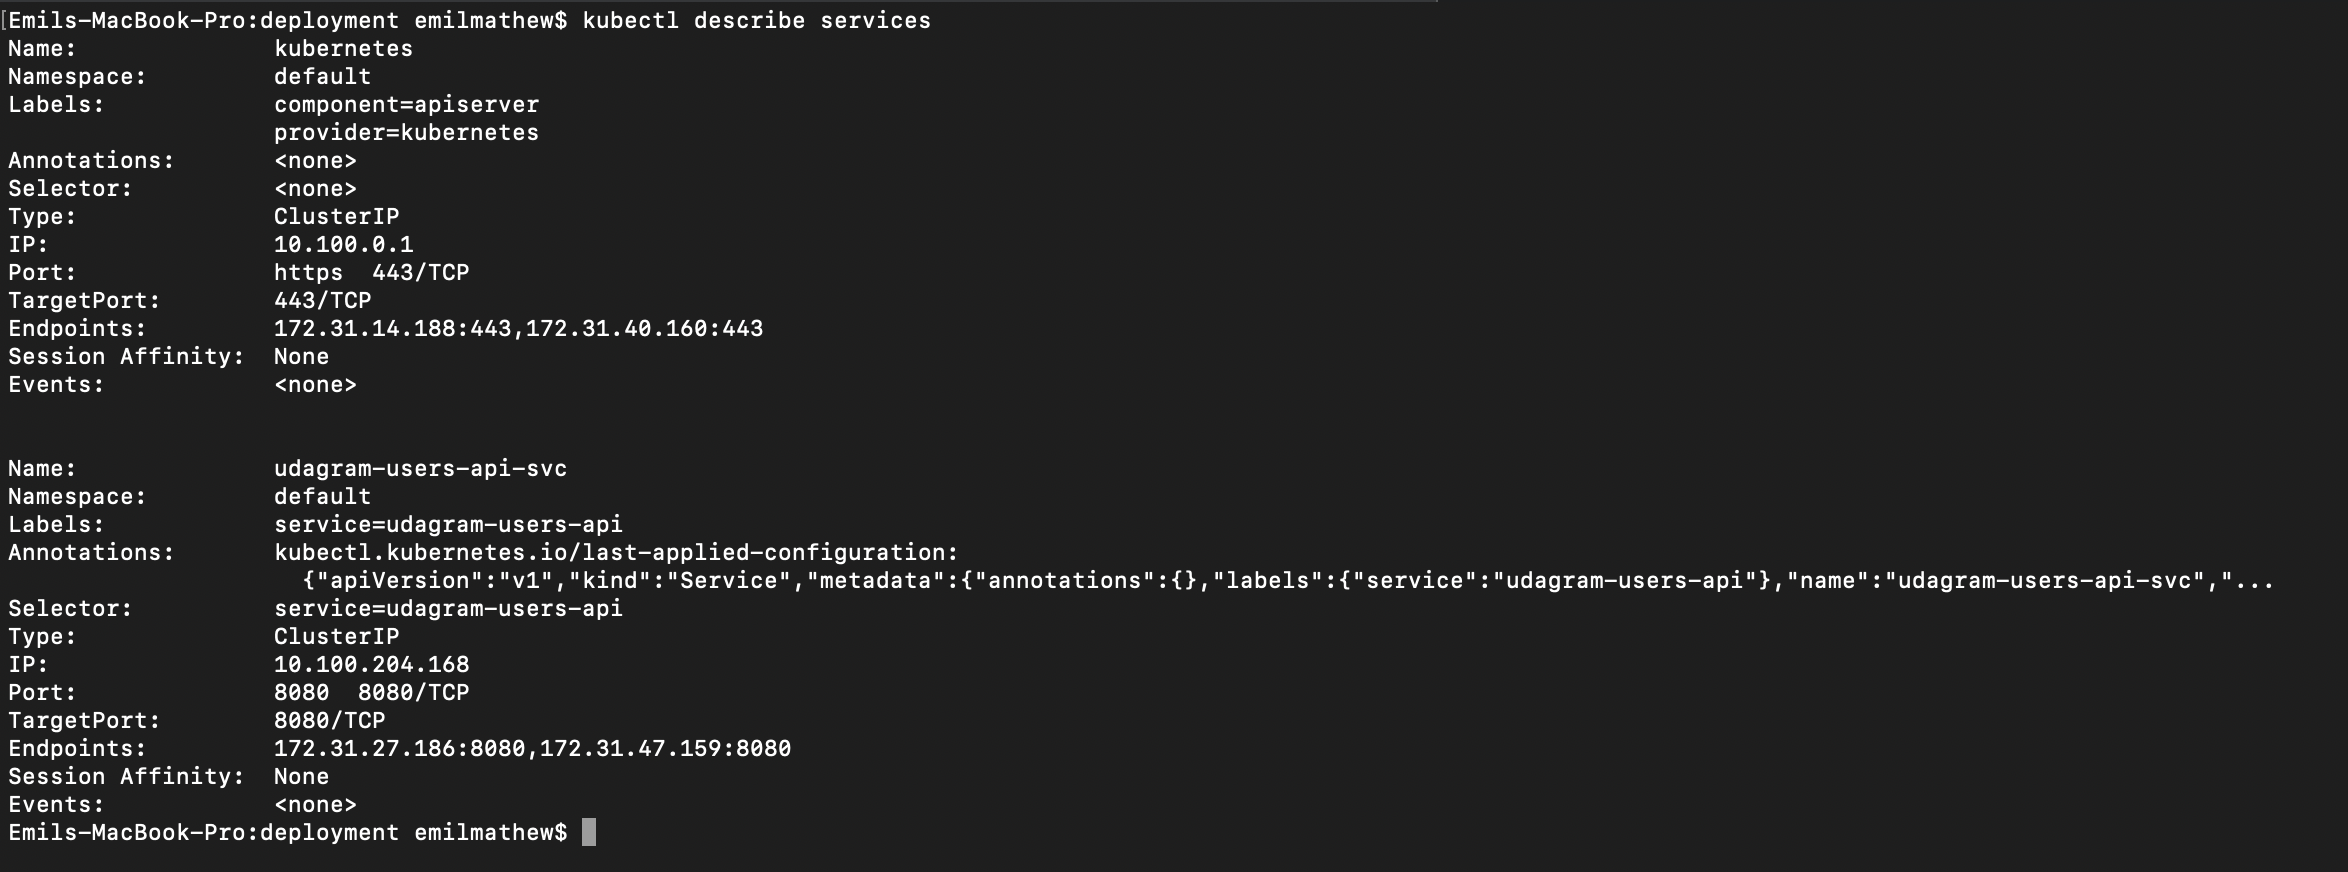 [Emils-MacBook-Pro:deployment emilmathew$ kubectl describe services
Name:              kubernetes
Namespace:         default
Labels:            component=apiserver
                   provider=kubernetes
Annotations:       <none>
Selector:          <none>
Type:              ClusterIP
IP:                10.100.0.1
Port:              https  443/TCP
TargetPort:        443/TCP
Endpoints:         172.31.14.188:443,172.31.40.160:443
Session Affinity:  None
Events:            <none>
Name:              udagram-users-api-svc
Namespace:         default
Labels:            service=udagram-users-api
Annotations:       kubectl.kubernetes.io/last-applied-configuration:
                     {"apiVersion":"v1","kind":"Service","metadata":{"annotations":{},"labels":{"service":"udagram-users-api"},"name":"udagram-users-api-svc","...
Selector:          service=udagram-users-api
Type:              ClusterIP
IP:                10.100.204.168
Port:              8080  8080/TCP
TargetPort:        8080/TCP
Endpoints:         172.31.27.186:8080,172.31.47.159:8080
Session Affinity:  None
Events:            <none>
Emils-MacBook-Pro:deployment emilmathew$